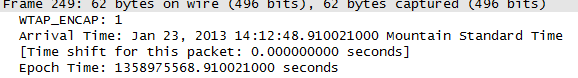 Frame 249: 62 bytes on wire (496 bits), 62 bytes captured (496 bits)
WTAP_ENCAP: 1
Arrival Time: Jan 23, 2013 14:12:48.910021000 Mountain Standard Time
[Time shift for this packet: 0.000000000 seconds]
Epoch Time: 1358975568.910021000 seconds